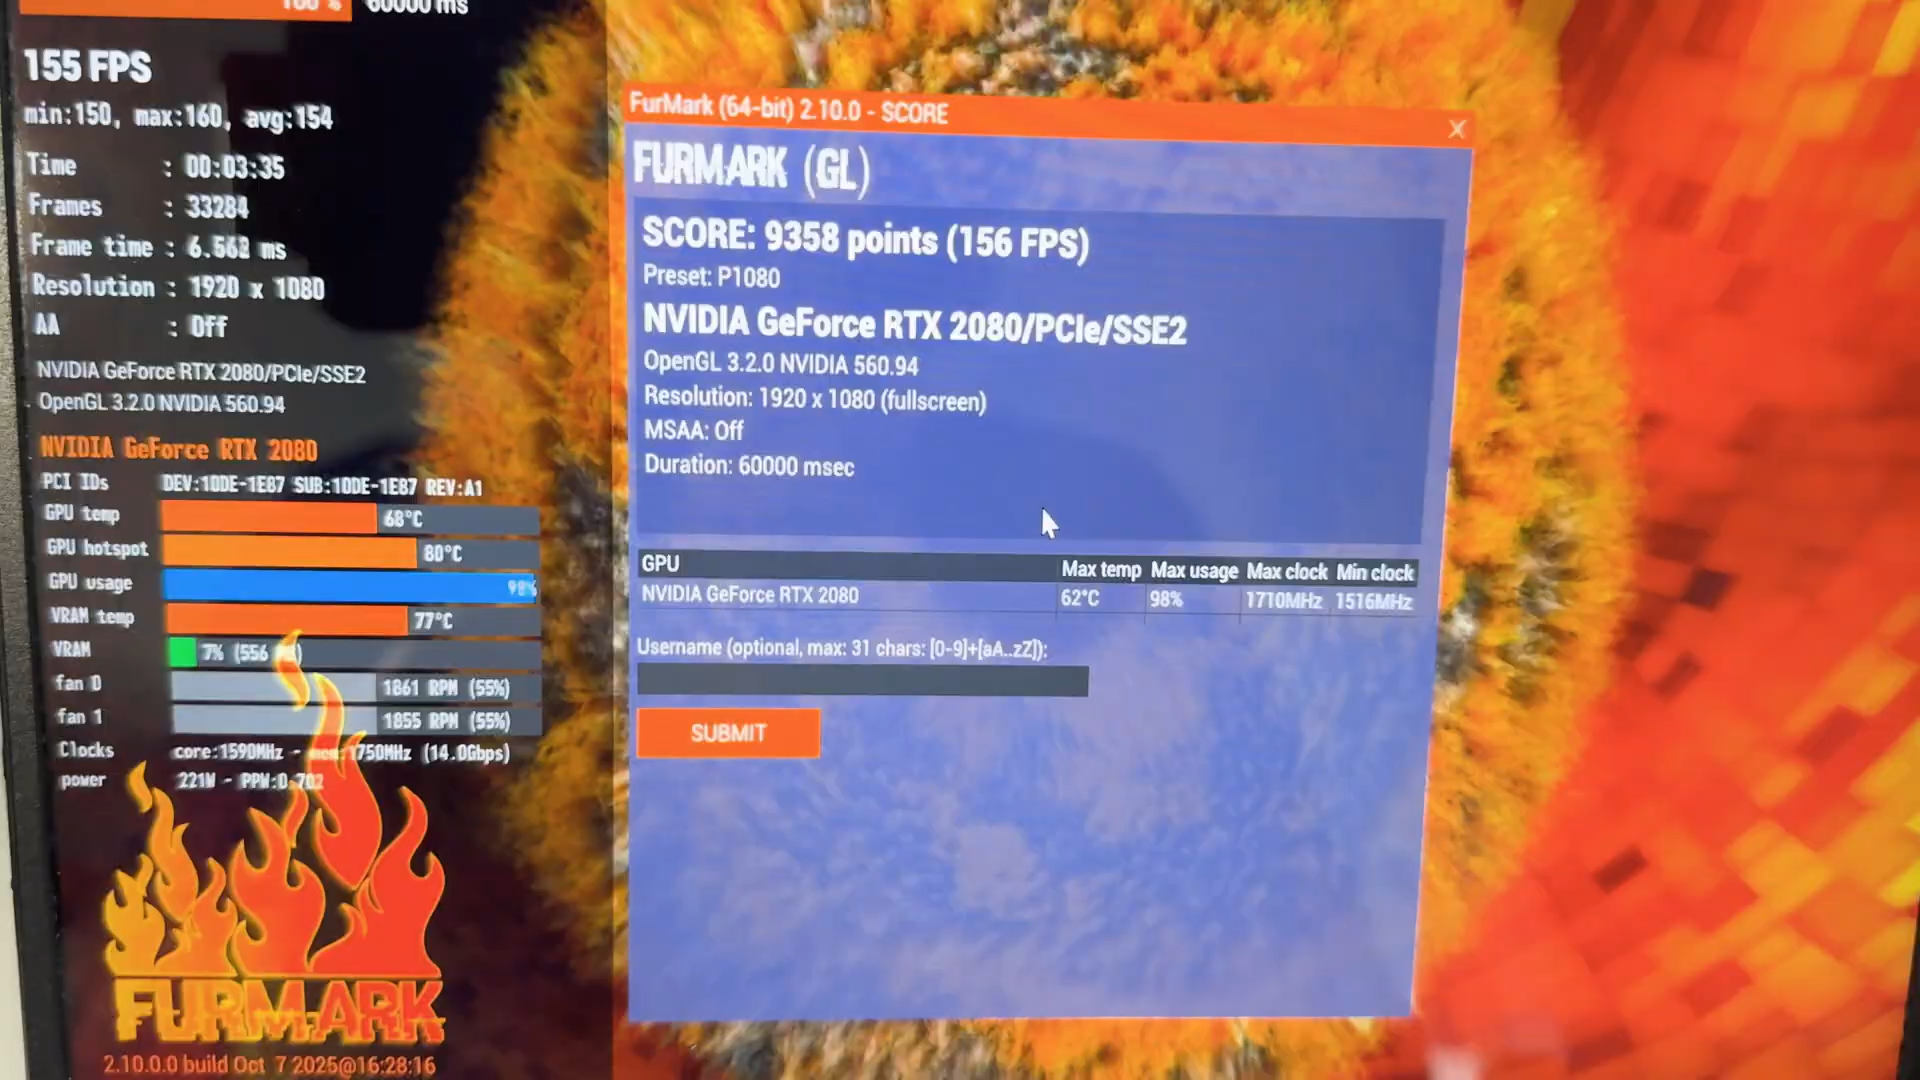 100 % 60000 ms
155 FPS
min:150, max:160, avg:154
Time : 00:03:35
Frames : 33284
Frame time : 6.562 ms
Resolution : 1920 x 1080
AA : Off
NVIDIA GeForce RTX 2080/PCIe/SSE2
OpenGL 3.2.0 NVIDIA 560.94
NVIDIA GeForce RTX 2080
PCI IDs DEV:10DE-1E87 SUB:10DE-1E87 REV:A1
GPU temp 68°C
GPU hotspot 80°C
GPU usage 98%
VRAM temp 77°C
VRAM 7% (556
fan 0 1861 RPM (55%)
fan 1 1855 RPM (55%)
Clocks core:1590MHz - mem:1750MHz (14.0Gbps)
power 221W - PPW:0.702
FURMARK
2.10.0.0 build Oct 7 2025@16:28:16
FurMark (64-bit) 2.10.0 - SCORE
X
FURMARK (GL)
SCORE: 9358 points (156 FPS)
Preset: P1080
NVIDIA GeForce RTX 2080/PCIe/SSE2
OpenGL 3.2.0 NVIDIA 560.94
Resolution: 1920 x 1080 (fullscreen)
MSAA: Off
Duration: 60000 msec
GPU Max temp Max usage Max clock Min clock
NVIDIA GeForce RTX 2080 62°C 98% 1710MHz 1516MHz
Username (optional, max: 31 chars: [0-9]+[aA..zZ]):
SUBMIT